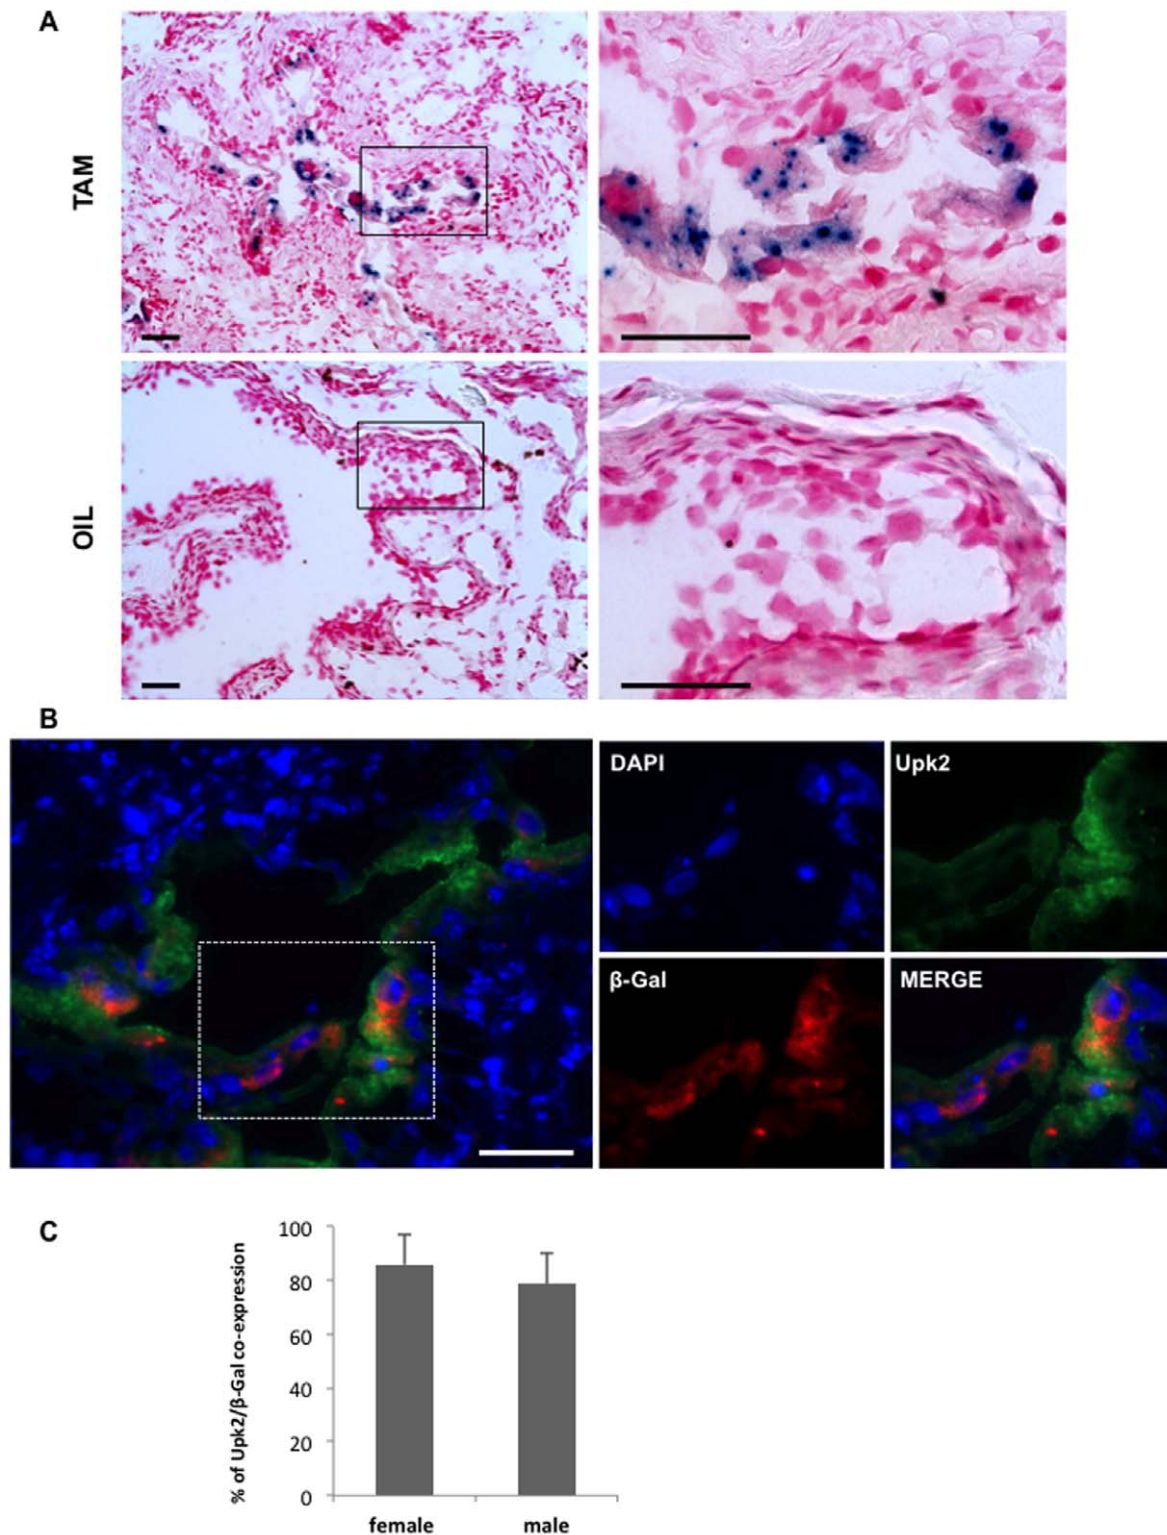 A
TAM
OIL
B
DAPI
Upk2
β-Gal
MERGE
C
% of Upk2/β-Gal co-expression
100
80
60
40
20
0
female
male